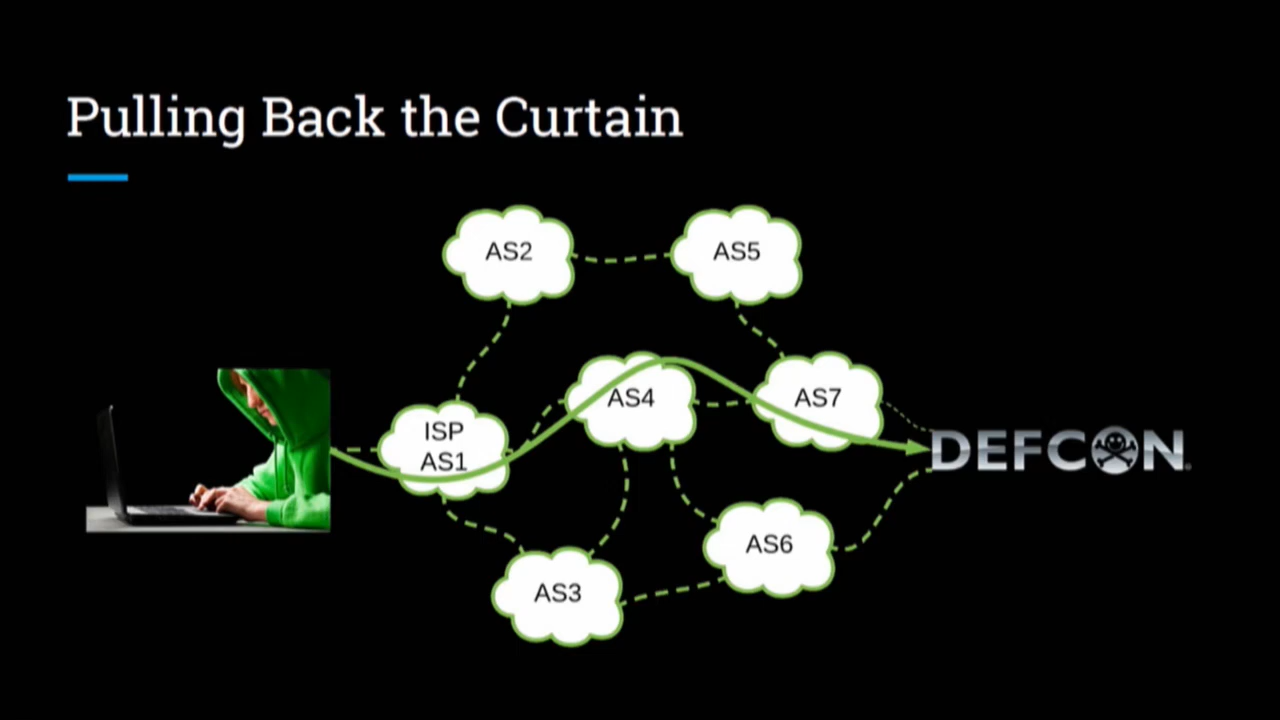 Pulling Back the Curtain
AS2
AS5
AS4
AS7
ISP
AS1
DEFCON
AS6
AS3